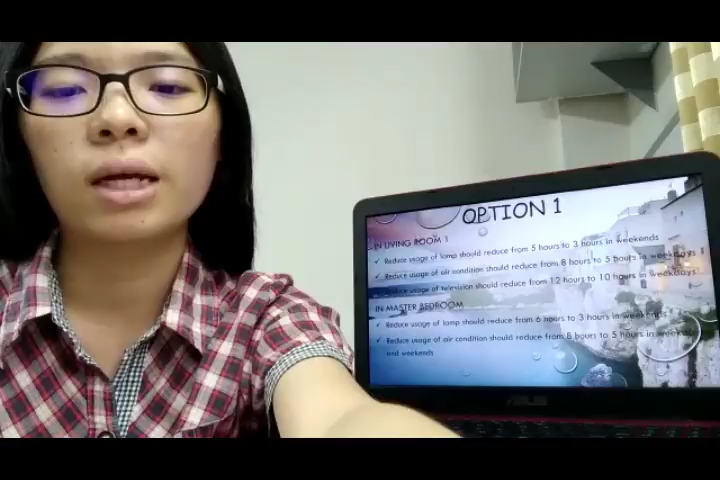 OPTION 1
IN LIVING ROOM 1
✓ Reduce usage of lamp should reduce from 5 hours to 3 hours in weekends
✓ Reduce usage of air condition should reduce from 8 hours to 5 hours in weekdays
✓ Reduce usage of television should reduce from 12 hours to 10 hours in weekdays
IN MASTER BEDROOM
✓ Reduce usage of lamp should reduce from 6 hours to 3 hours in weekends
✓ Reduce usage of air condition should reduce from 8 hours to 5 hours in
and weekends
ASUS